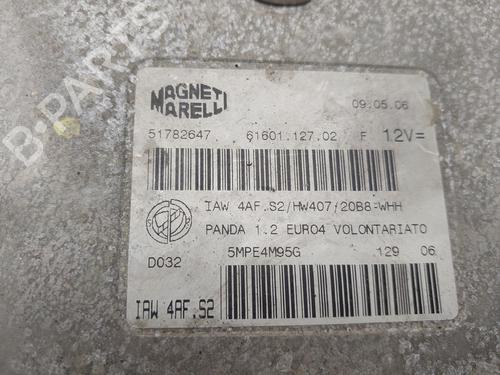 B-PARTS
MAGNETI MARELLI 09.05.06
51782647 61601.127.02 F 12V=
IAW 4AF.S2/HW407/20B8-WHH
PANDA 1.2 EURO4 VOLONTARIATO
D032 5MPE4M95G 129 06
IAW 4AF.S2